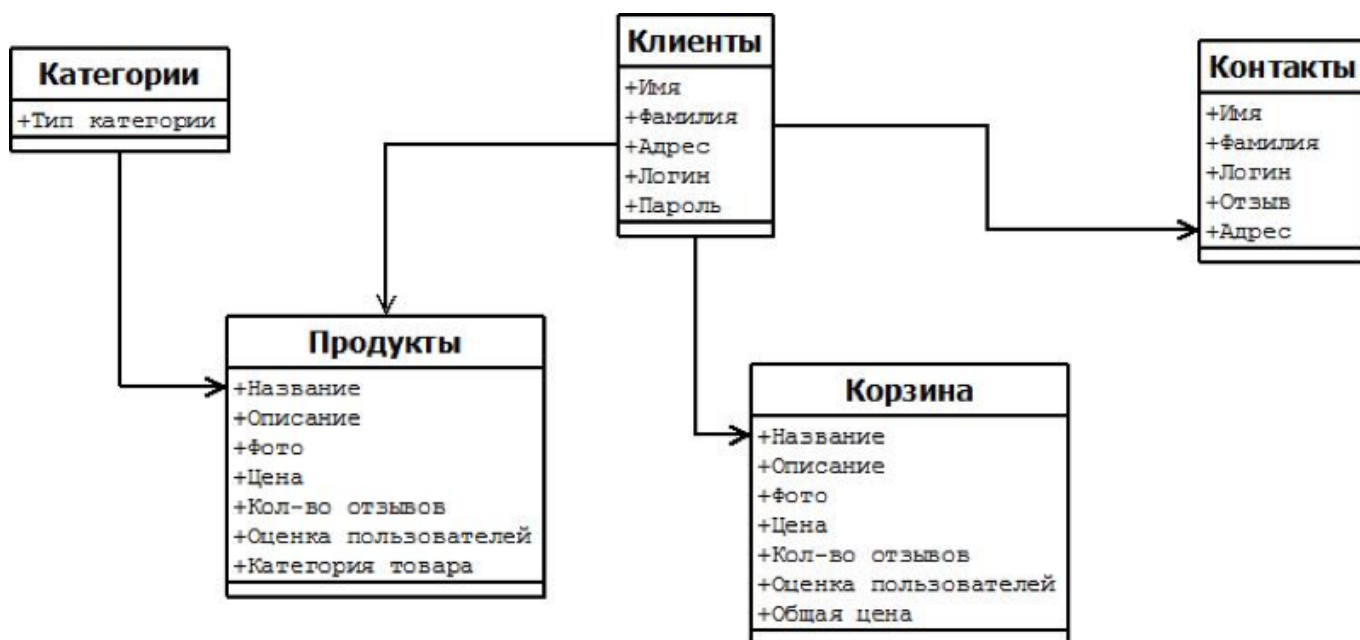 Категории
+Тип категории
Клиенты
+Имя
+Фамилия
+Адрес
+Логин
+Пароль
Контакты
+Имя
+Фамилия
+Логин
+Отзыв
+Адрес
Продукты
+Название
+Описание
+Фото
+Цена
+Кол-во отзывов
+Оценка пользователей
+Категория товара
Корзина
+Название
+Описание
+Фото
+Цена
+Кол-во отзывов
+Оценка пользователей
+Общая цена